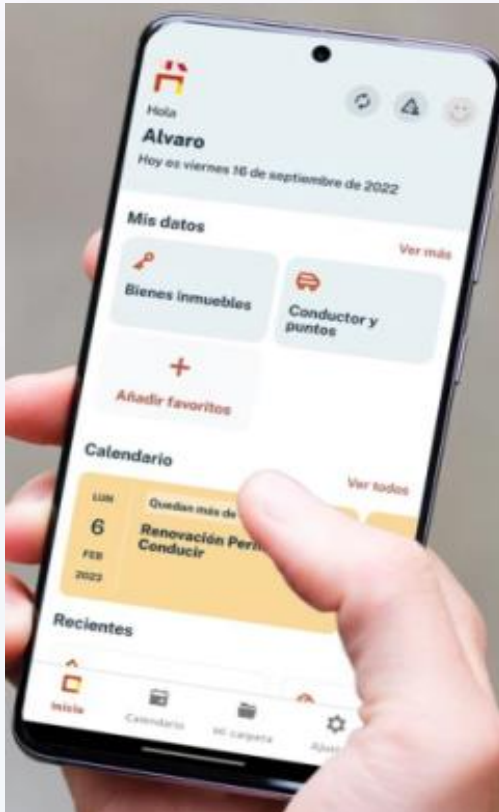 Hola
Alvaro
Hoy es viernes 16 de septiembre de 2022
Mis datos
Ver más
Bienes inmuebles
Conductor y
puntos
Añadir favoritos
Calendario
Ver todos
LUN
6
FEB
2023
Quedan más de
Renovación
Conducir
Recientes
Inicio
Calendario
Mi carpeta